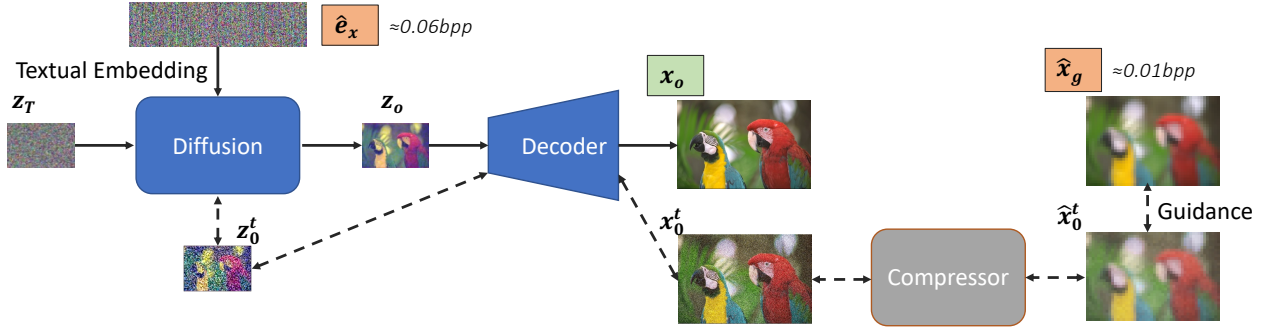 ê_x ≈0.06bpp
Textual Embedding
z_T
Diffusion
z_o
Decoder
x_o
x̂_g ≈0.01bpp
z_0^t
x_0^t
Compressor
x̂_0^t
Guidance